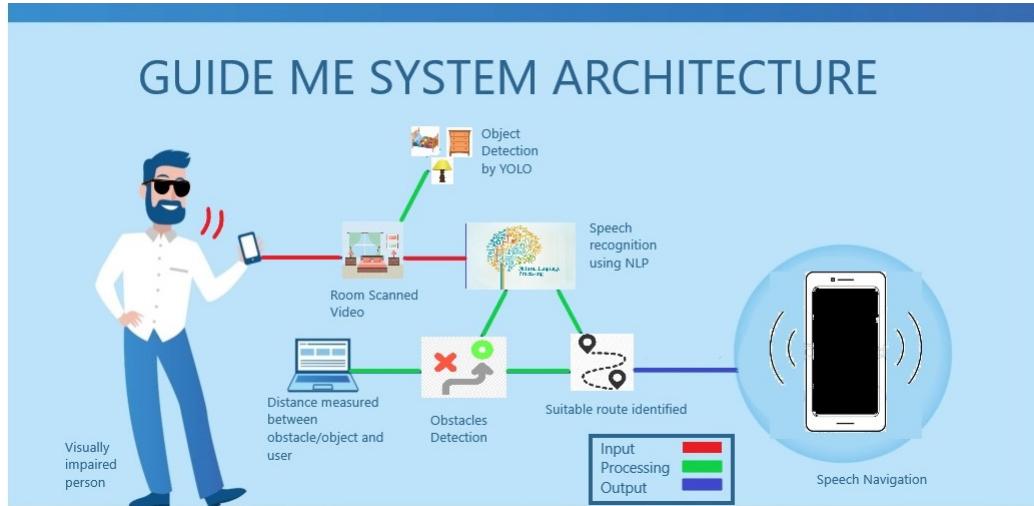 GUIDE ME SYSTEM ARCHITECTURE
Object
Detection
by YOLO
Speech
recognition
using NLP
Room Scanned
Video
Distance measured
between
obstacle/object and
user
Obstacles
Detection
Suitable route identified
Visually
impaired
person
Input
Processing
Output
Speech Navigation